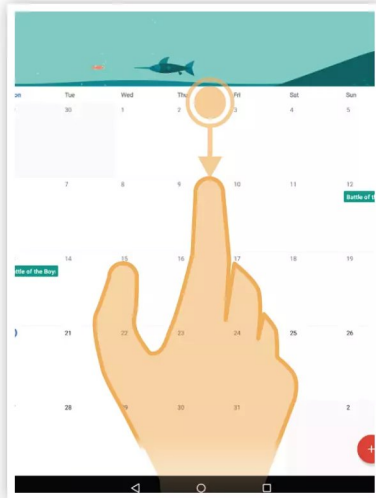 on Tue Wed Thu Fri Sat Sun
30 1 2 3 4 5
7 8 9 10 11 12
Battle of t
14 15 16 17 18 19
ttle of the Boy:
21 22 23 24 25 26
28 29 30 31 2
+